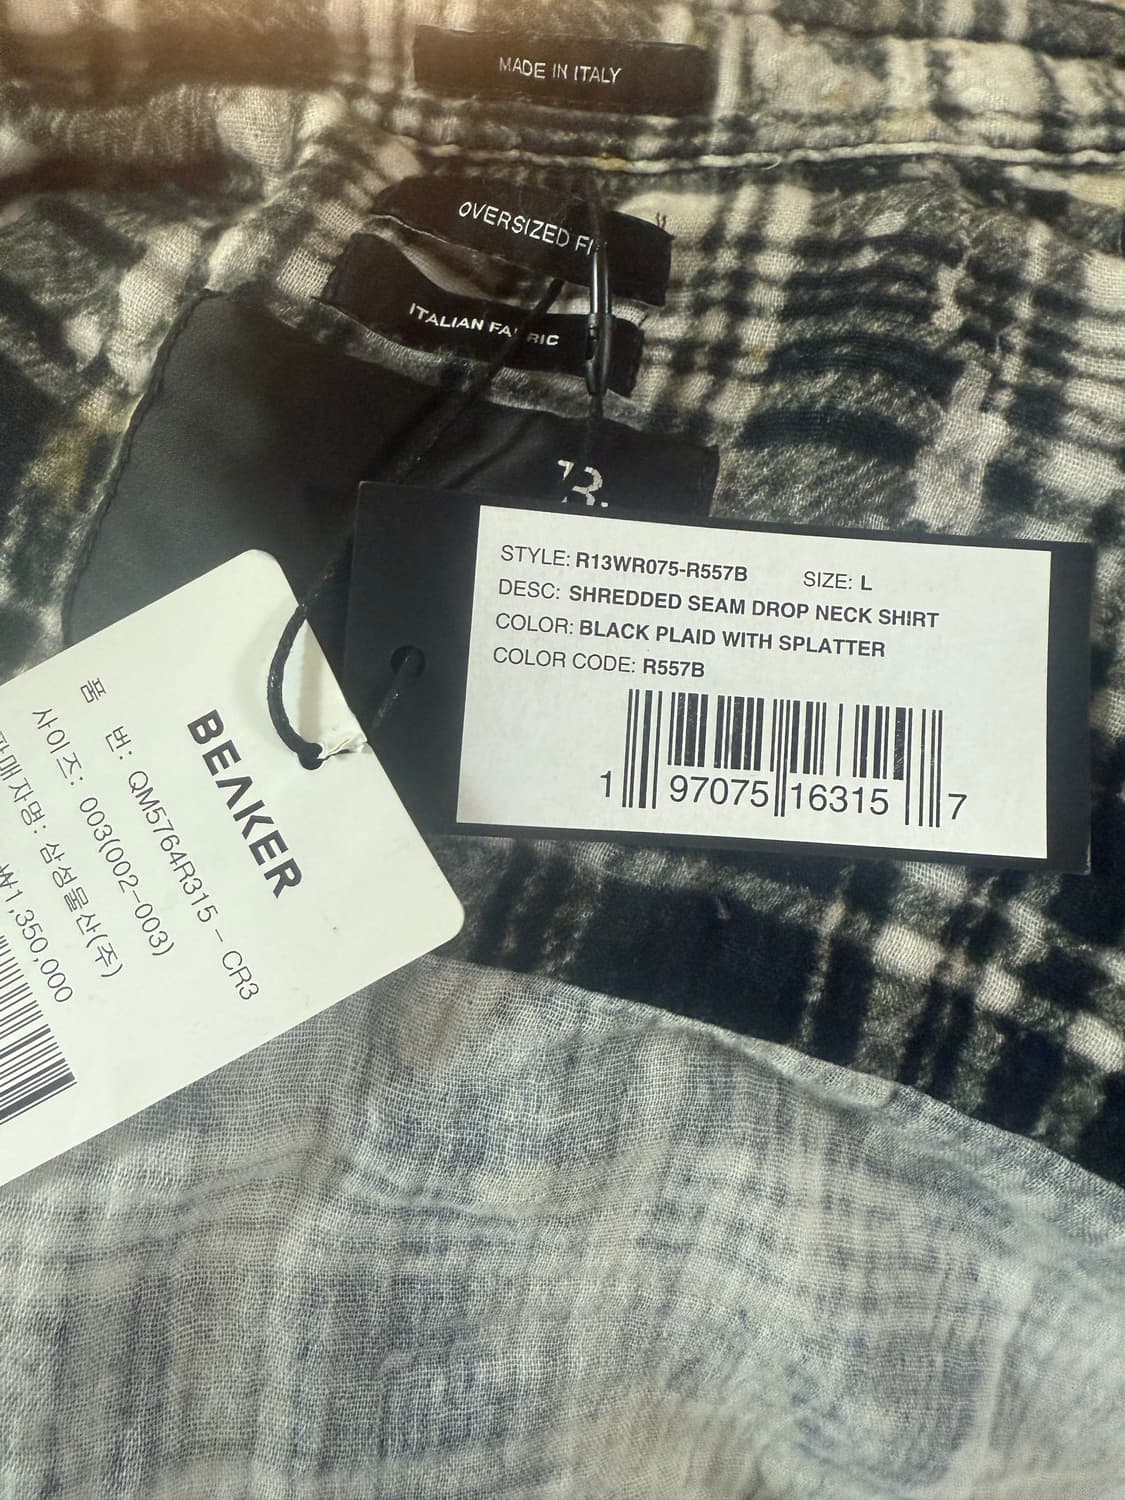 MADE IN ITALY
OVERSIZED FI
ITALIAN FABRIC
STYLE: R13WR075-R557B SIZE: L
DESC: SHREDDED SEAM DROP NECK SHIRT
COLOR: BLACK PLAID WITH SPLATTER
COLOR CODE: R557B
1 97075 16315 7
BEAKER
품 번: QM5764R315 - CR3
사이즈: 003(002-003)
판매자명: 삼성물산(주)
₩1,350,000